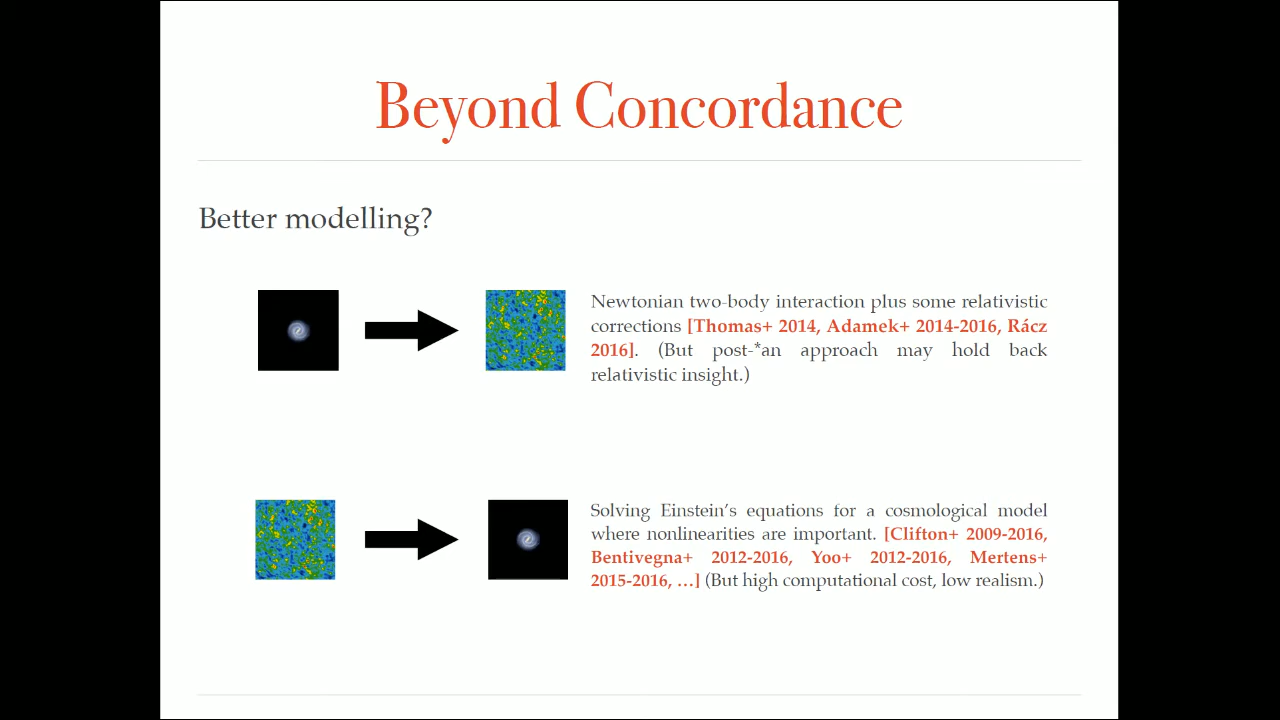 Beyond Concordance
Better modelling?
Newtonian two-body interaction plus some relativistic
corrections [Thomas+ 2014, Adamek+ 2014-2016, Rácz
2016]. (But post-*an approach may hold back
relativistic insight.)
Solving Einstein’s equations for a cosmological model
where nonlinearities are important. [Clifton+ 2009-2016,
Bentivegna+ 2012-2016, Yoo+ 2012-2016, Mertens+
2015-2016, …] (But high computational cost, low realism.)